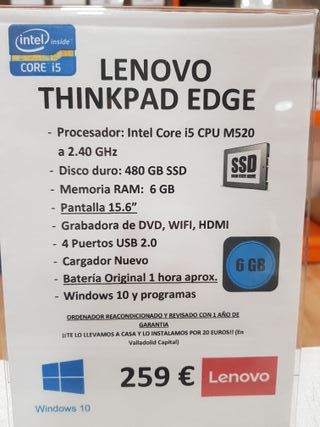 intel inside
CORE i5
LENOVO
THINKPAD EDGE
- Procesador: Intel Core i5 CPU M520
a 2.40 GHz
- Disco duro: 480 GB SSD
- Memoria RAM: 6 GB
- Pantalla 15.6”
- Grabadora de DVD, WIFI, HDMI
- 4 Puertos USB 2.0
- Cargador Nuevo
- Batería Original 1 hora aprox.
- Windows 10 y programas
SSD
6 GB
ORDENADOR REACONDICIONADO Y REVISADO CON 1 AÑO DE
GARANTIA
¡¡TE LO LLEVAMOS A CASA Y LO INSTALAMOS POR 20 EUROS!! (En
Valladolid Capital)
Windows 10
259 €
Lenovo